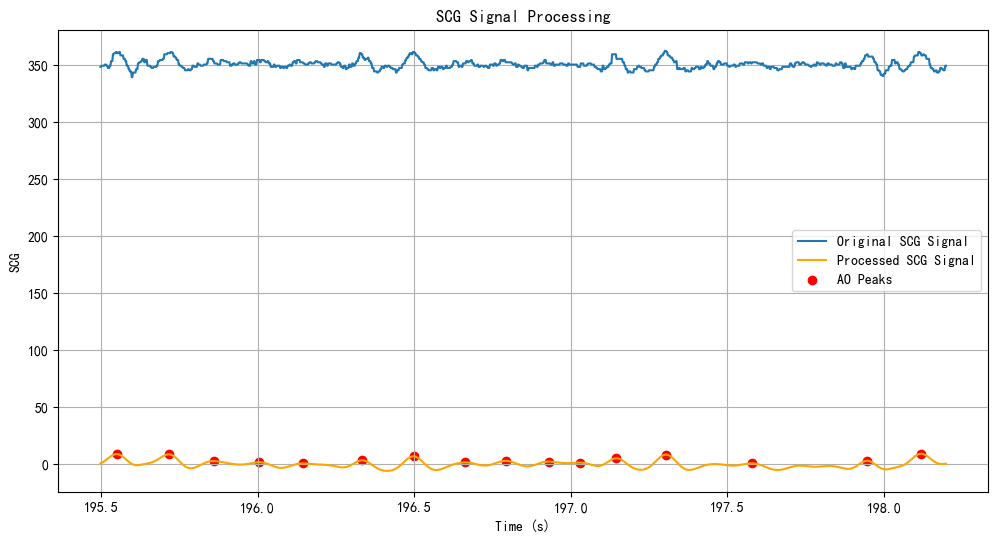 SCG Signal Processing
SCG
350
300
250
200
150
100
50
0
Original SCG Signal
Processed SCG Signal
AO Peaks
195.5 196.0 196.5 197.0 197.5 198.0
Time (s)